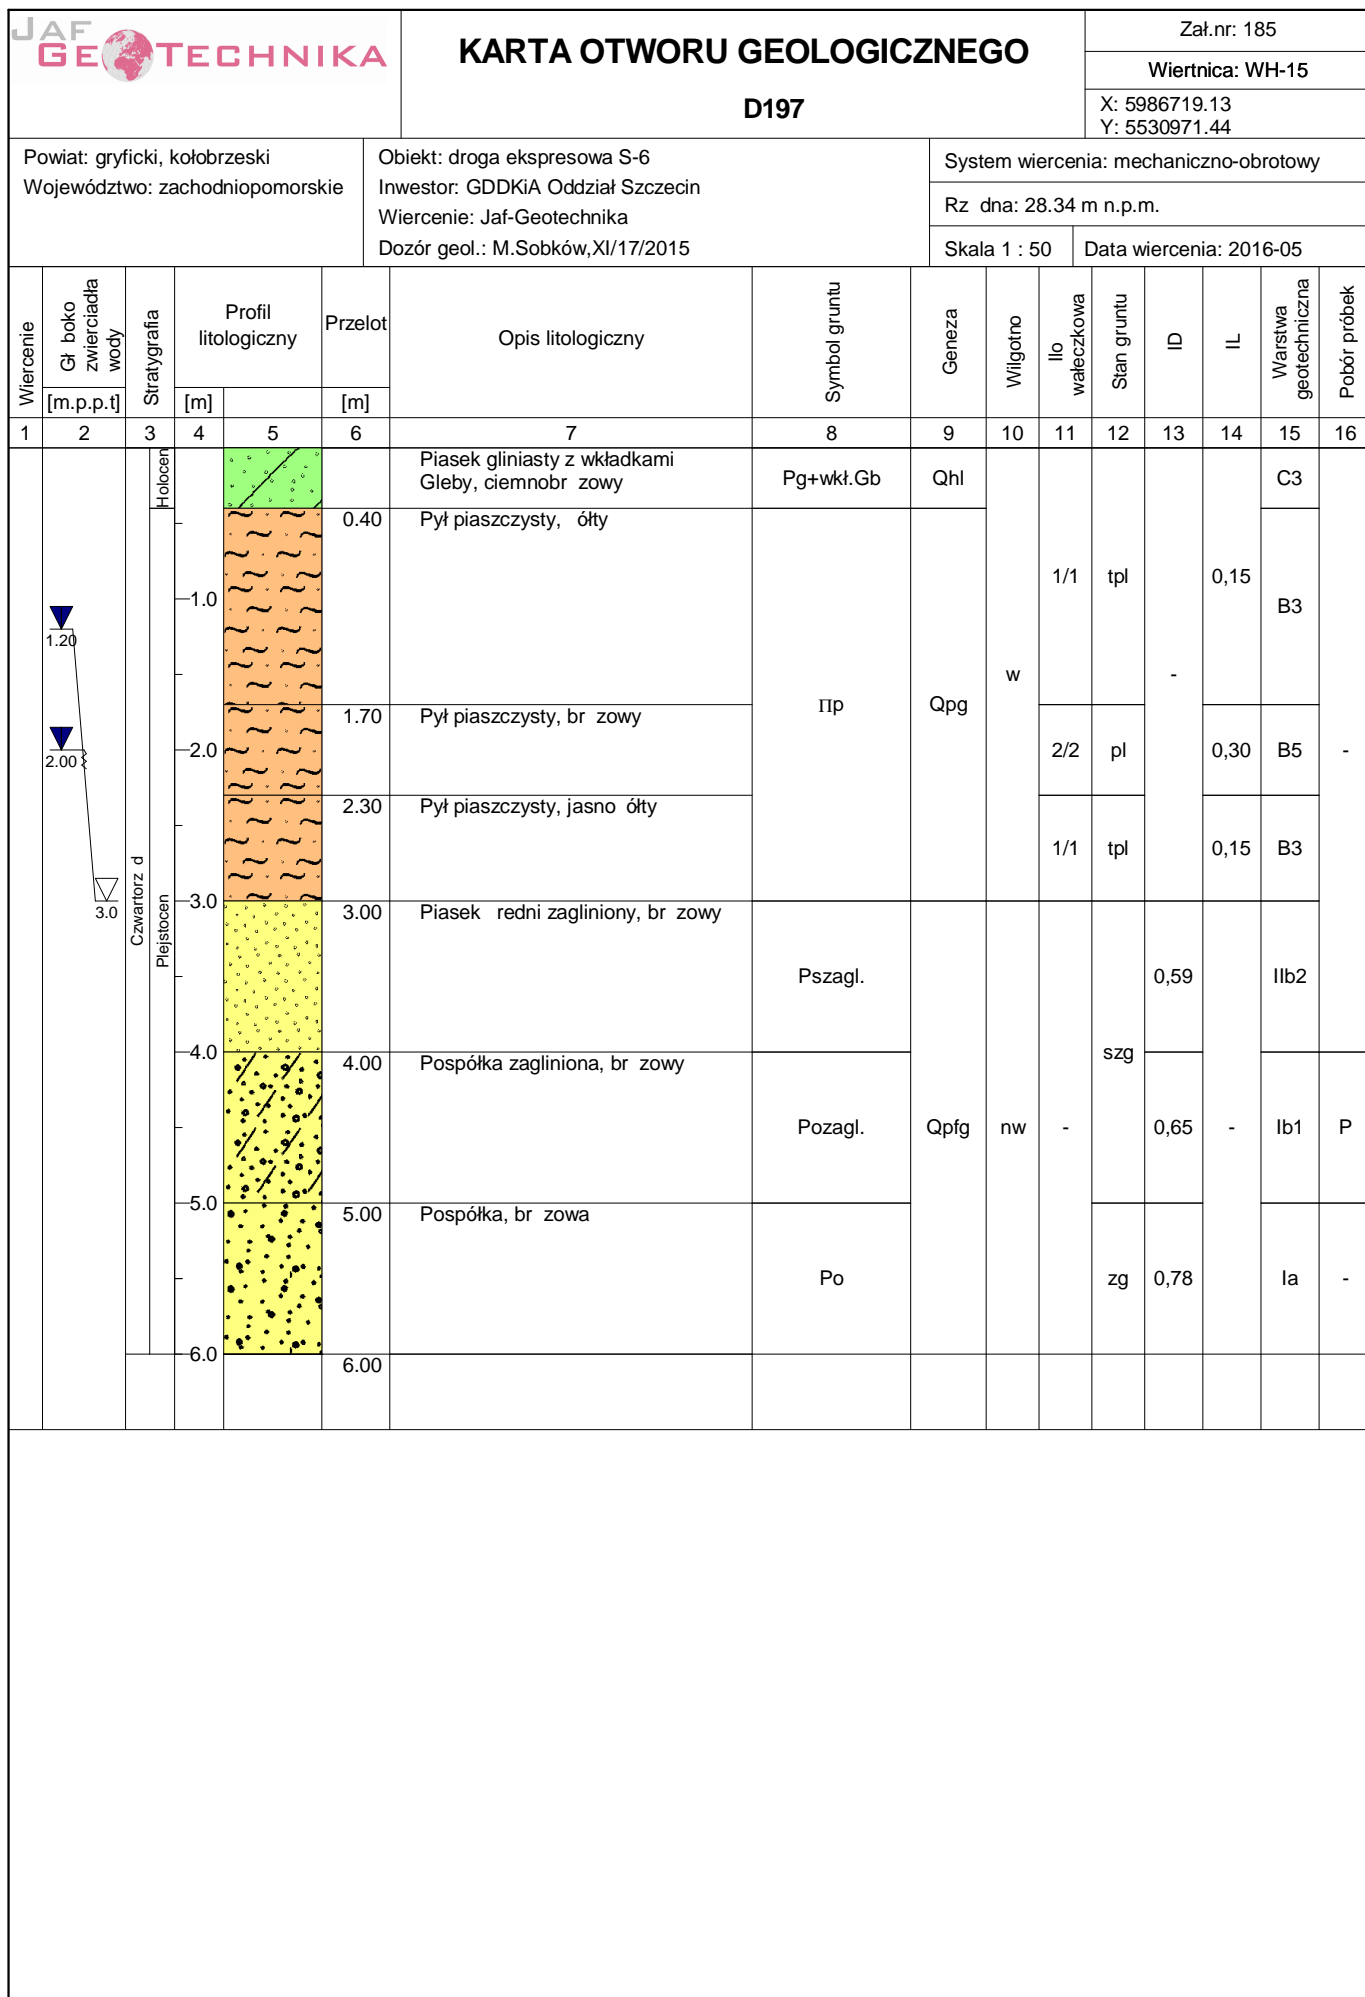 JAF
GEOTECHNIKA
KARTA OTWORU GEOLOGICZNEGO
D197
Zał.nr: 185
Wiertnica: WH-15
X: 5986719.13
Y: 5530971.44
Powiat: gryficki, kołobrzeski
Województwo: zachodniopomorskie
Obiekt: droga ekspresowa S-6
Inwestor: GDDKiA Oddział Szczecin
Wiercenie: Jaf-Geotechnika
Dozór geol.: M.Sobków,XI/17/2015
System wiercenia: mechaniczno-obrotowy
Rz dna: 28.34 m n.p.m.
Skala 1 : 50
Data wiercenia: 2016-05
Wiercenie
Gł boko
zwierciadła
wody
[m.p.p.t]
Stratygrafia
Profil
litologiczny
[m]
Przelot
[m]
Opis litologiczny
Symbol gruntu
Geneza
Wilgotno
Ilo
wałeczkowa
Stan gruntu
ID
IL
Warstwa
geotechniczna
Pobór próbek
1 2 3 4 5 6 7 8 9 10 11 12 13 14 15 16
Holocen
Piasek gliniasty z wkładkami
Gleby, ciemnobr zowy
Pg+wkł.Gb
Qhl
C3
0.40
Pył piaszczysty, ółty
1.0
1/1
tpl
0,15
B3
1.20
w
-
Πp
Qpg
1.70
Pył piaszczysty, br zowy
2.0
2.00
2/2
pl
0,30
B5
-
2.30
Pył piaszczysty, jasno ółty
1/1
tpl
0,15
B3
Czwartorz d
Plejstocen
3.0
3.0
3.00
Piasek redni zagliniony, br zowy
Pszagl.
0,59
IIb2
4.0
4.00
Pospółka zagliniona, br zowy
szg
Pozagl.
Qpfg
nw
-
0,65
-
Ib1
P
5.0
5.00
Pospółka, br zowa
Po
zg
0,78
Ia
-
6.0
6.00